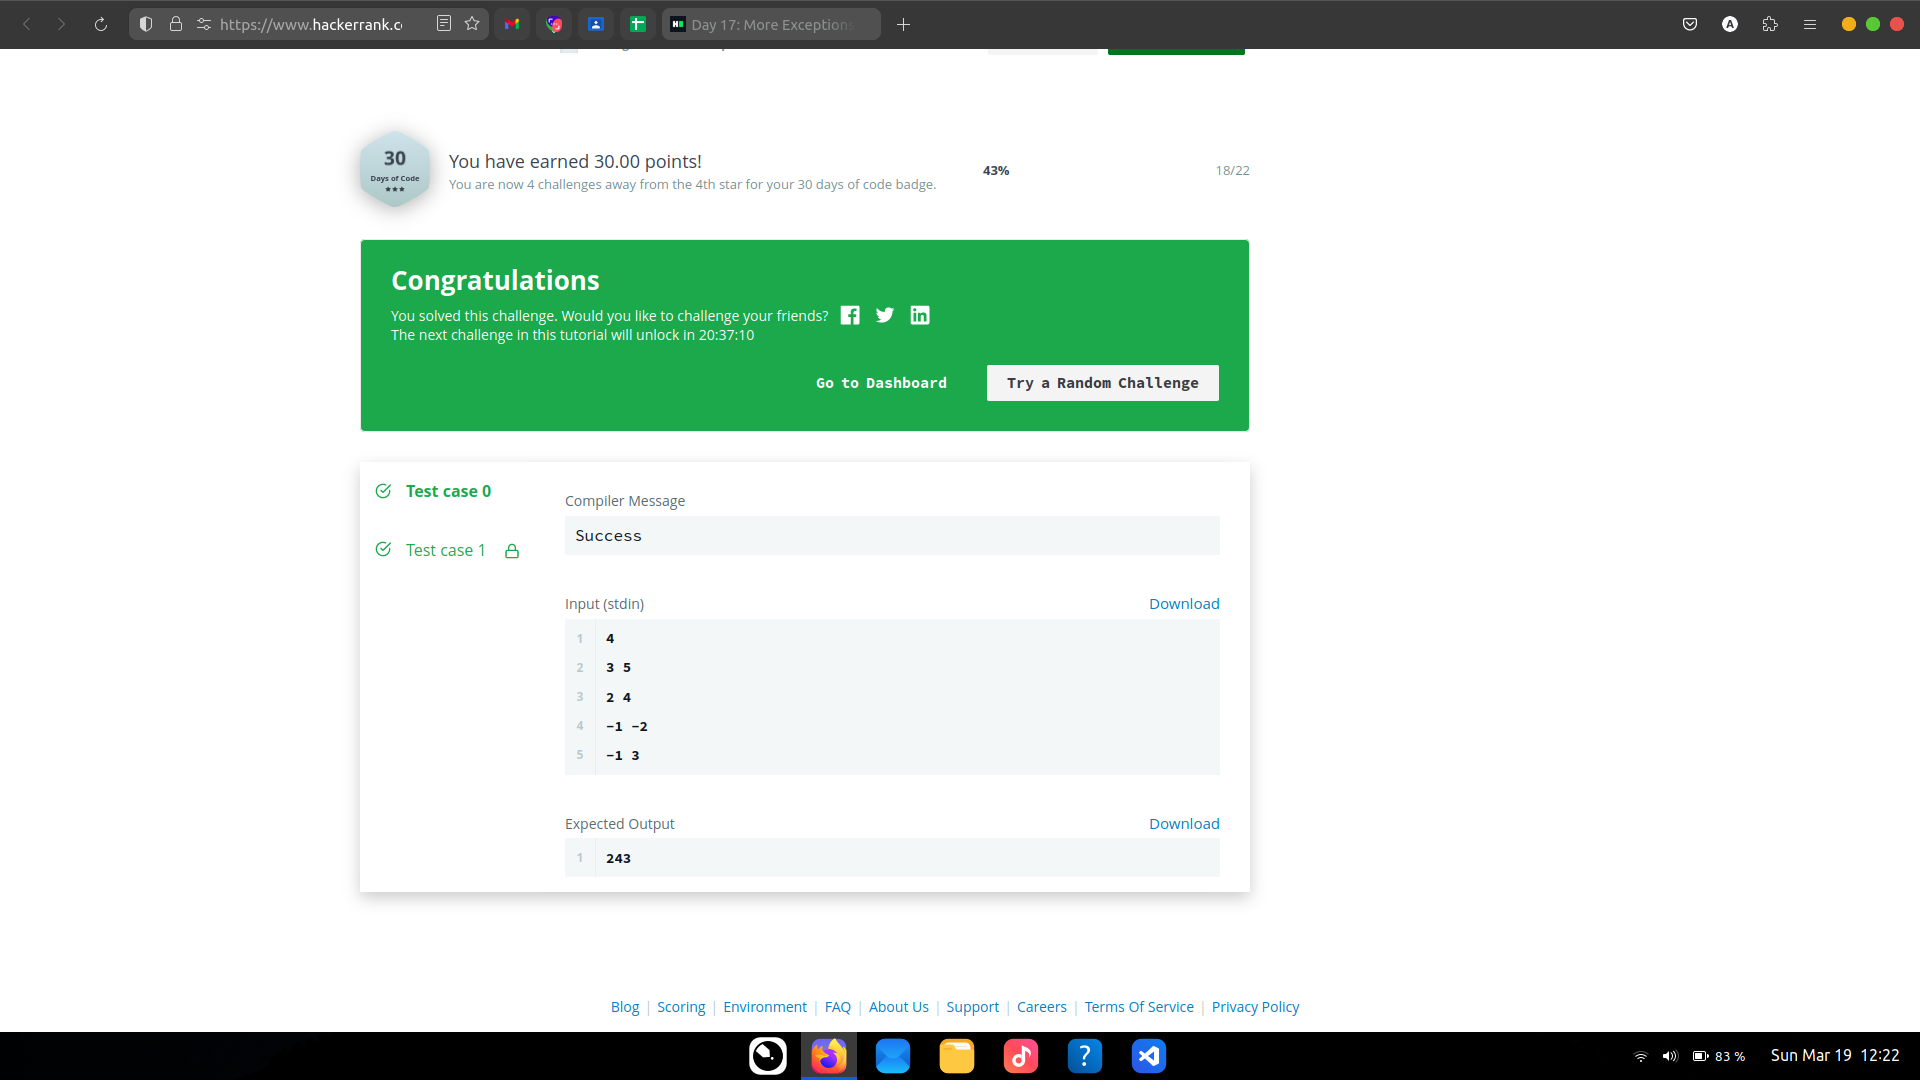 https://www.hackerrank.c
Day 17: More Exceptions
30
Days of Code
You have earned 30.00 points!
You are now 4 challenges away from the 4th star for your 30 days of code badge.
43%
18/22
Congratulations
You solved this challenge. Would you like to challenge your friends?
The next challenge in this tutorial will unlock in 20:37:10
Go to Dashboard
Try a Random Challenge
Test case 0
Test case 1
Compiler Message
Success
Input (stdin)
Download
1 4
2 3 5
3 2 4
4 -1 -2
5 -1 3
Expected Output
Download
1 243
Blog | Scoring | Environment | FAQ | About Us | Support | Careers | Terms Of Service | Privacy Policy
83 %
Sun Mar 19 12:22